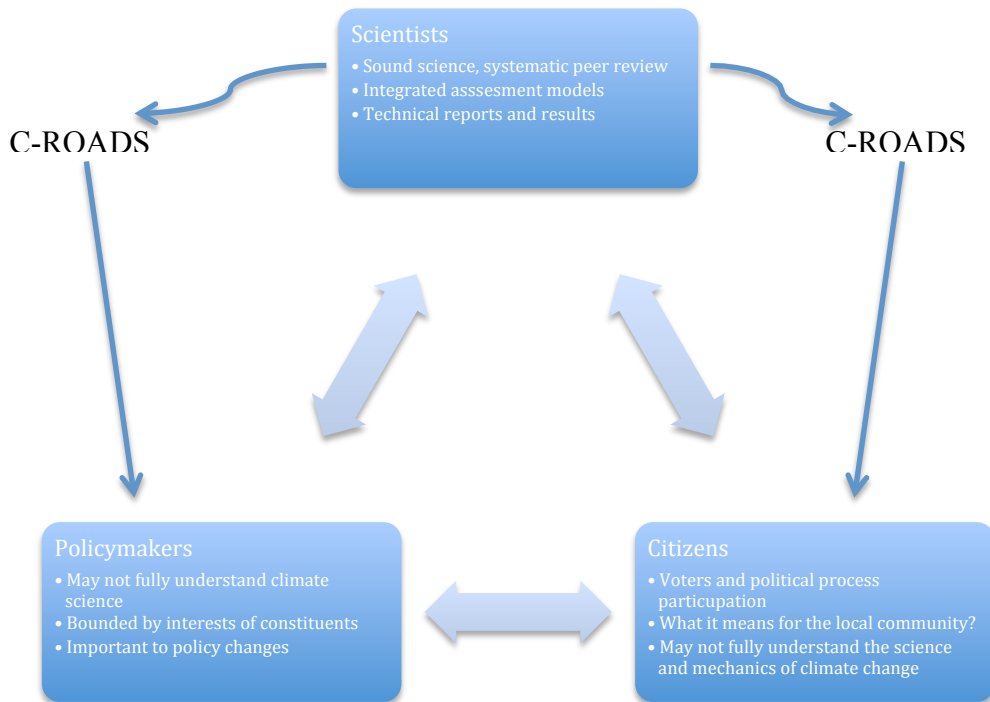 Scientists
• Sound science, systematic peer review
• Integrated asssesment models
• Technical reports and results
C-ROADS
C-ROADS
Policymakers
• May not fully understand climate
science
• Bounded by interests of constituents
• Important to policy changes
Citizens
• Voters and political process
particupation
• What it means for the local community?
• May not fully understand the science
and mechanics of climate change